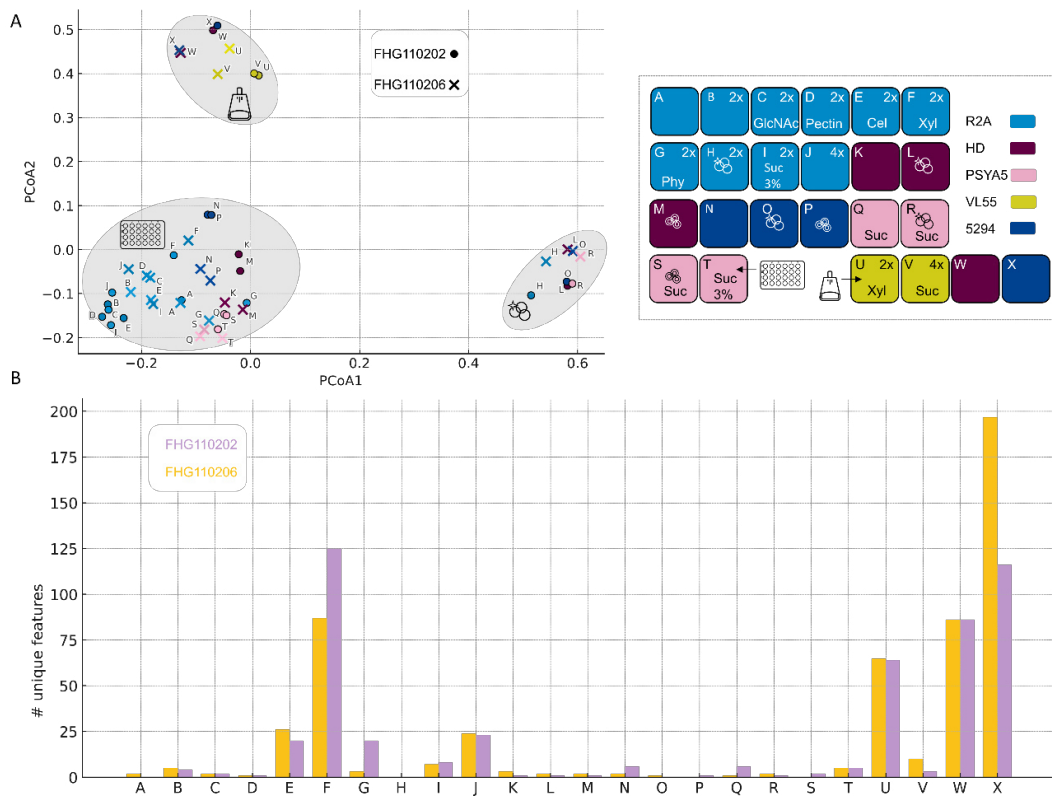 A
0.5
0.4
0.3
0.2
0.1
0.0
−0.1
−0.2
PCoA2
−0.2
0.0
0.2
0.4
0.6
PCoA1
FHG110202
FHG110206
X
W
X
W
U
V
V
U
N
P
F
F
K
M
J
D
B
C
E
I
A
N
P
J
B
C
D
E
I
K
G
M
G
Q
S
S
T
Q
T
L
O
R
H
H
O
L
R
A
B 2x
C 2x
GlcNAc
D 2x
Pectin
E 2x
Cel
F 2x
Xyl
G 2x
Phy
H 2x
I 2x
Suc
3%
J 4x
K
L
M
N
O
P
Q
Suc
R
Suc
S
Suc
T
Suc
3%
U 2x
Xyl
V 4x
Suc
W
X
R2A
HD
PSYA5
VL55
5294
B
200
175
150
125
100
75
50
25
0
# unique features
FHG110202
FHG110206
A B C D E F G H I J K L M N O P Q R S T U V W X